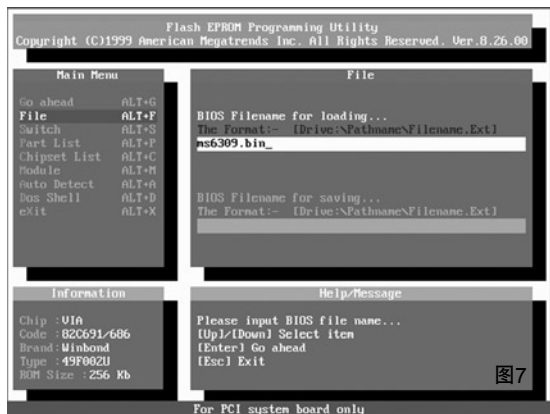 Flash EPROM Programming Utility
Copyright (C)1999 American Megatrends Inc. All Rights Reserved. Ver.8.26.00
Main Menu
Go ahead ALT+G
File ALT+F
Switch ALT+S
Part List ALT+P
Chipset List ALT+C
Module ALT+M
Auto Detect ALT+A
Dos Shell ALT+D
eXit ALT+X
File
BIOS Filename for loading...
The Format:- [Drive:\Pathname\Filename.Ext]
ms6309.bin_
BIOS Filename for saving...
The Format:- [Drive:\Pathname\Filename.Ext]
Information
Chip :VIA
Code :82C691/686
Brand:Winbond
Type :49F002U
ROM Size :256 Kb
Help/Message
Please input BIOS file name...
[Up]/[Down] Select item
[Enter] Go ahead
[Esc] Exit
图7
For PCI system board only